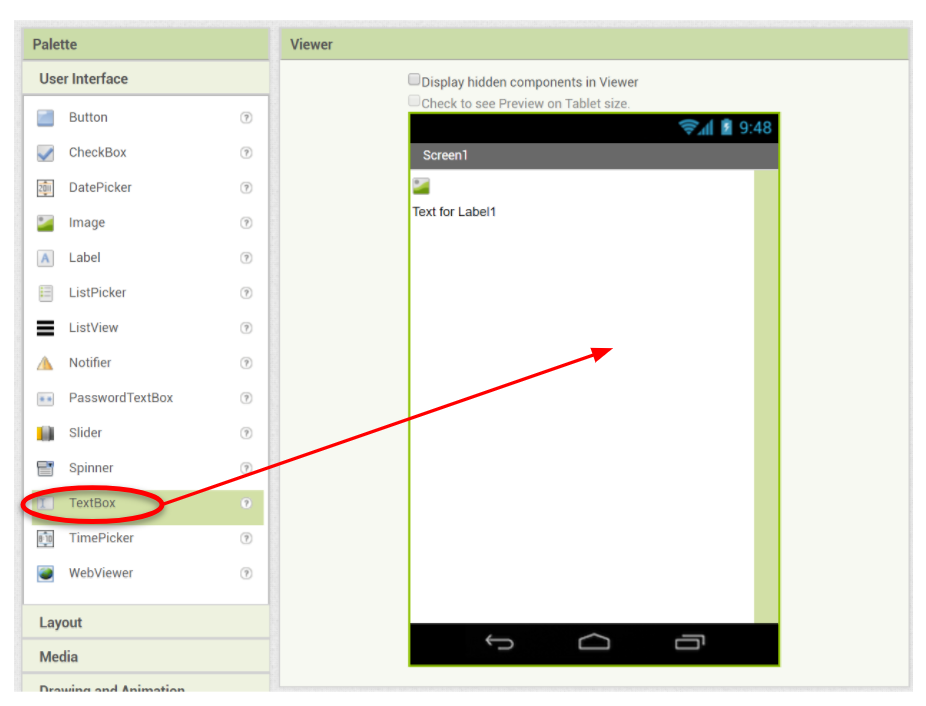 Palette
User Interface
Button
CheckBox
DatePicker
Image
Label
ListPicker
ListView
Notifier
PasswordTextBox
Slider
Spinner
TextBox
TimePicker
WebViewer
Layout
Media
Drawing and Animation
Viewer
Display hidden components in Viewer
Check to see Preview on Tablet size.
9:48
Screen1
Text for Label1